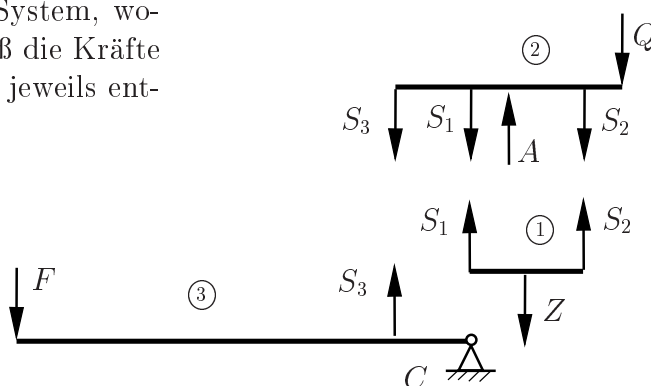 System, wo-
ß die Kräfte
jeweils ent-
2
Q
S3
S1
S2
A
S1
1
S2
F
3
S3
Z
C